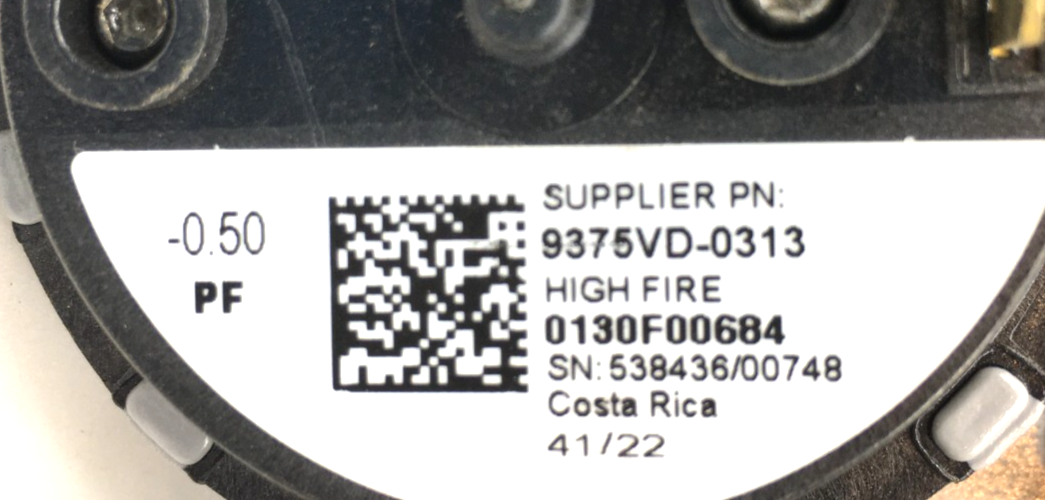 -0.50
PF
SUPPLIER PN:
9375VD-0313
HIGH FIRE
0130F00684
SN: 538436/00748
Costa Rica
41/22